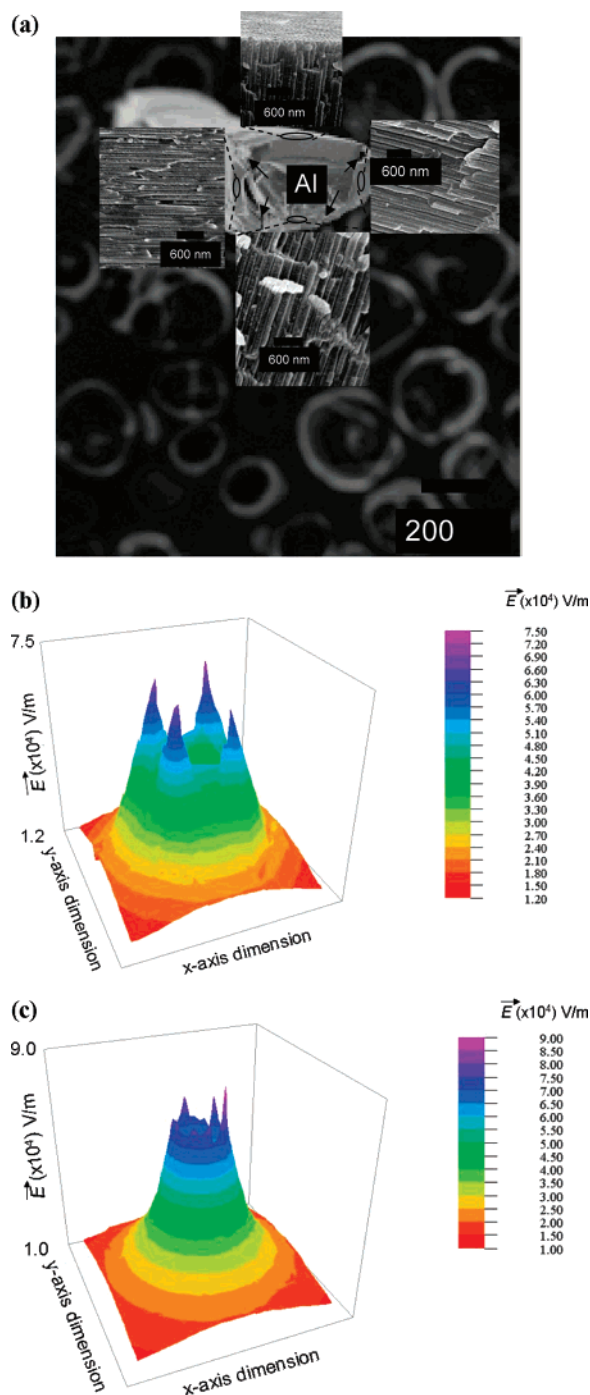 (a)
600 nm
600 nm
Al
600 nm
600 nm
200
(b)
7.5
E (x10⁴) V/m
1.2
y-axis dimension
x-axis dimension
E (x10⁴) V/m
7.50
7.20
6.90
6.60
6.30
6.00
5.70
5.40
5.10
4.80
4.50
4.20
3.90
3.60
3.30
3.00
2.70
2.40
2.10
1.80
1.50
1.20
(c)
9.0
E (x10⁴) V/m
1.0
y-axis dimension
x-axis dimension
E (x10⁴) V/m
9.00
8.50
8.00
7.50
7.00
6.50
6.00
5.50
5.00
4.50
4.00
3.50
3.00
2.50
2.00
1.50
1.00